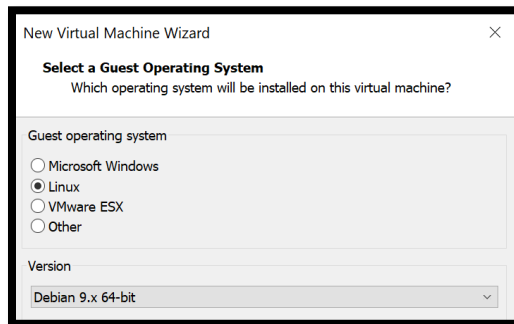 New Virtual Machine Wizard
Select a Guest Operating System
Which operating system will be installed on this virtual machine?
Guest operating system
Microsoft Windows
Linux
VMware ESX
Other
Version
Debian 9.x 64-bit